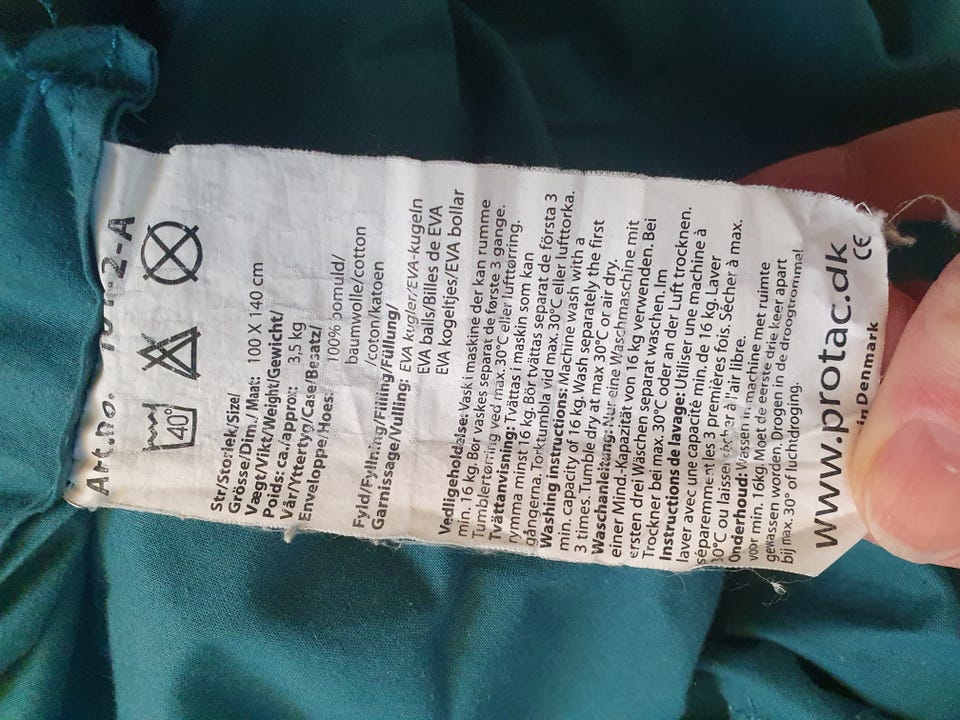 Art.no.
40°
Str/Storlek/Size/
Grösse/Dim./Maat: 100 X 140 cm
Vægt/Vikt/Weight/Gewicht/
Poids: ca./approx: 3,5 kg
Vår/Yttertyg/Case/Besatz/
Enveloppe/Hoes: 100% bomuld/
baumwolle/cotton
/coton/katoen
Fyld/Fyllning/Filling/Füllung/
Garnissage/Vulling: EVA kugler/EVA-kugeln
EVA balls/Billes de EVA
EVA kogeltjes/EVA bollar
Vedligeholdelse: Vask i maskine der kan rumme
min. 16 kg. Bør vaskes separat de første 3 gange.
Tumblertørring ved max. 30°C eller lufttørring.
Tvättanvisning: Tvättas i maskin som kan
rymma minst 16 kg. Bör tvättas separat de första 3
gångerna. Torktumbla vid max. 30°C eller lufttorka.
Washing instructions: Machine wash with a
min. capacity of 16 kg. Wash separately the first
3 times. Tumble dry at max 30°C or air dry.
Waschanleitung: Nur eine Waschmaschine mit
einer Mind.-Kapazität von 16 kg verwenden. Bei
ersten drei Wäschen separat waschen. Im
Trockner bei max. 30°C oder an der Luft trocknen.
Instructions de lavage: Utiliser une machine à
laver avec une capacité min. de 16 kg. Laver
séparemment les 3 premières fois. Sécher à max.
30°C ou laisser sécher à l'air libre.
Onderhoud: Wassen in machine met ruimte
voor min. 16kg. Moet de eerste drie keer apart
gewassen worden. Drogen in de droogtrommel
bij max. 30° of luchdroging.
www.protac.dk
in Denmark CE